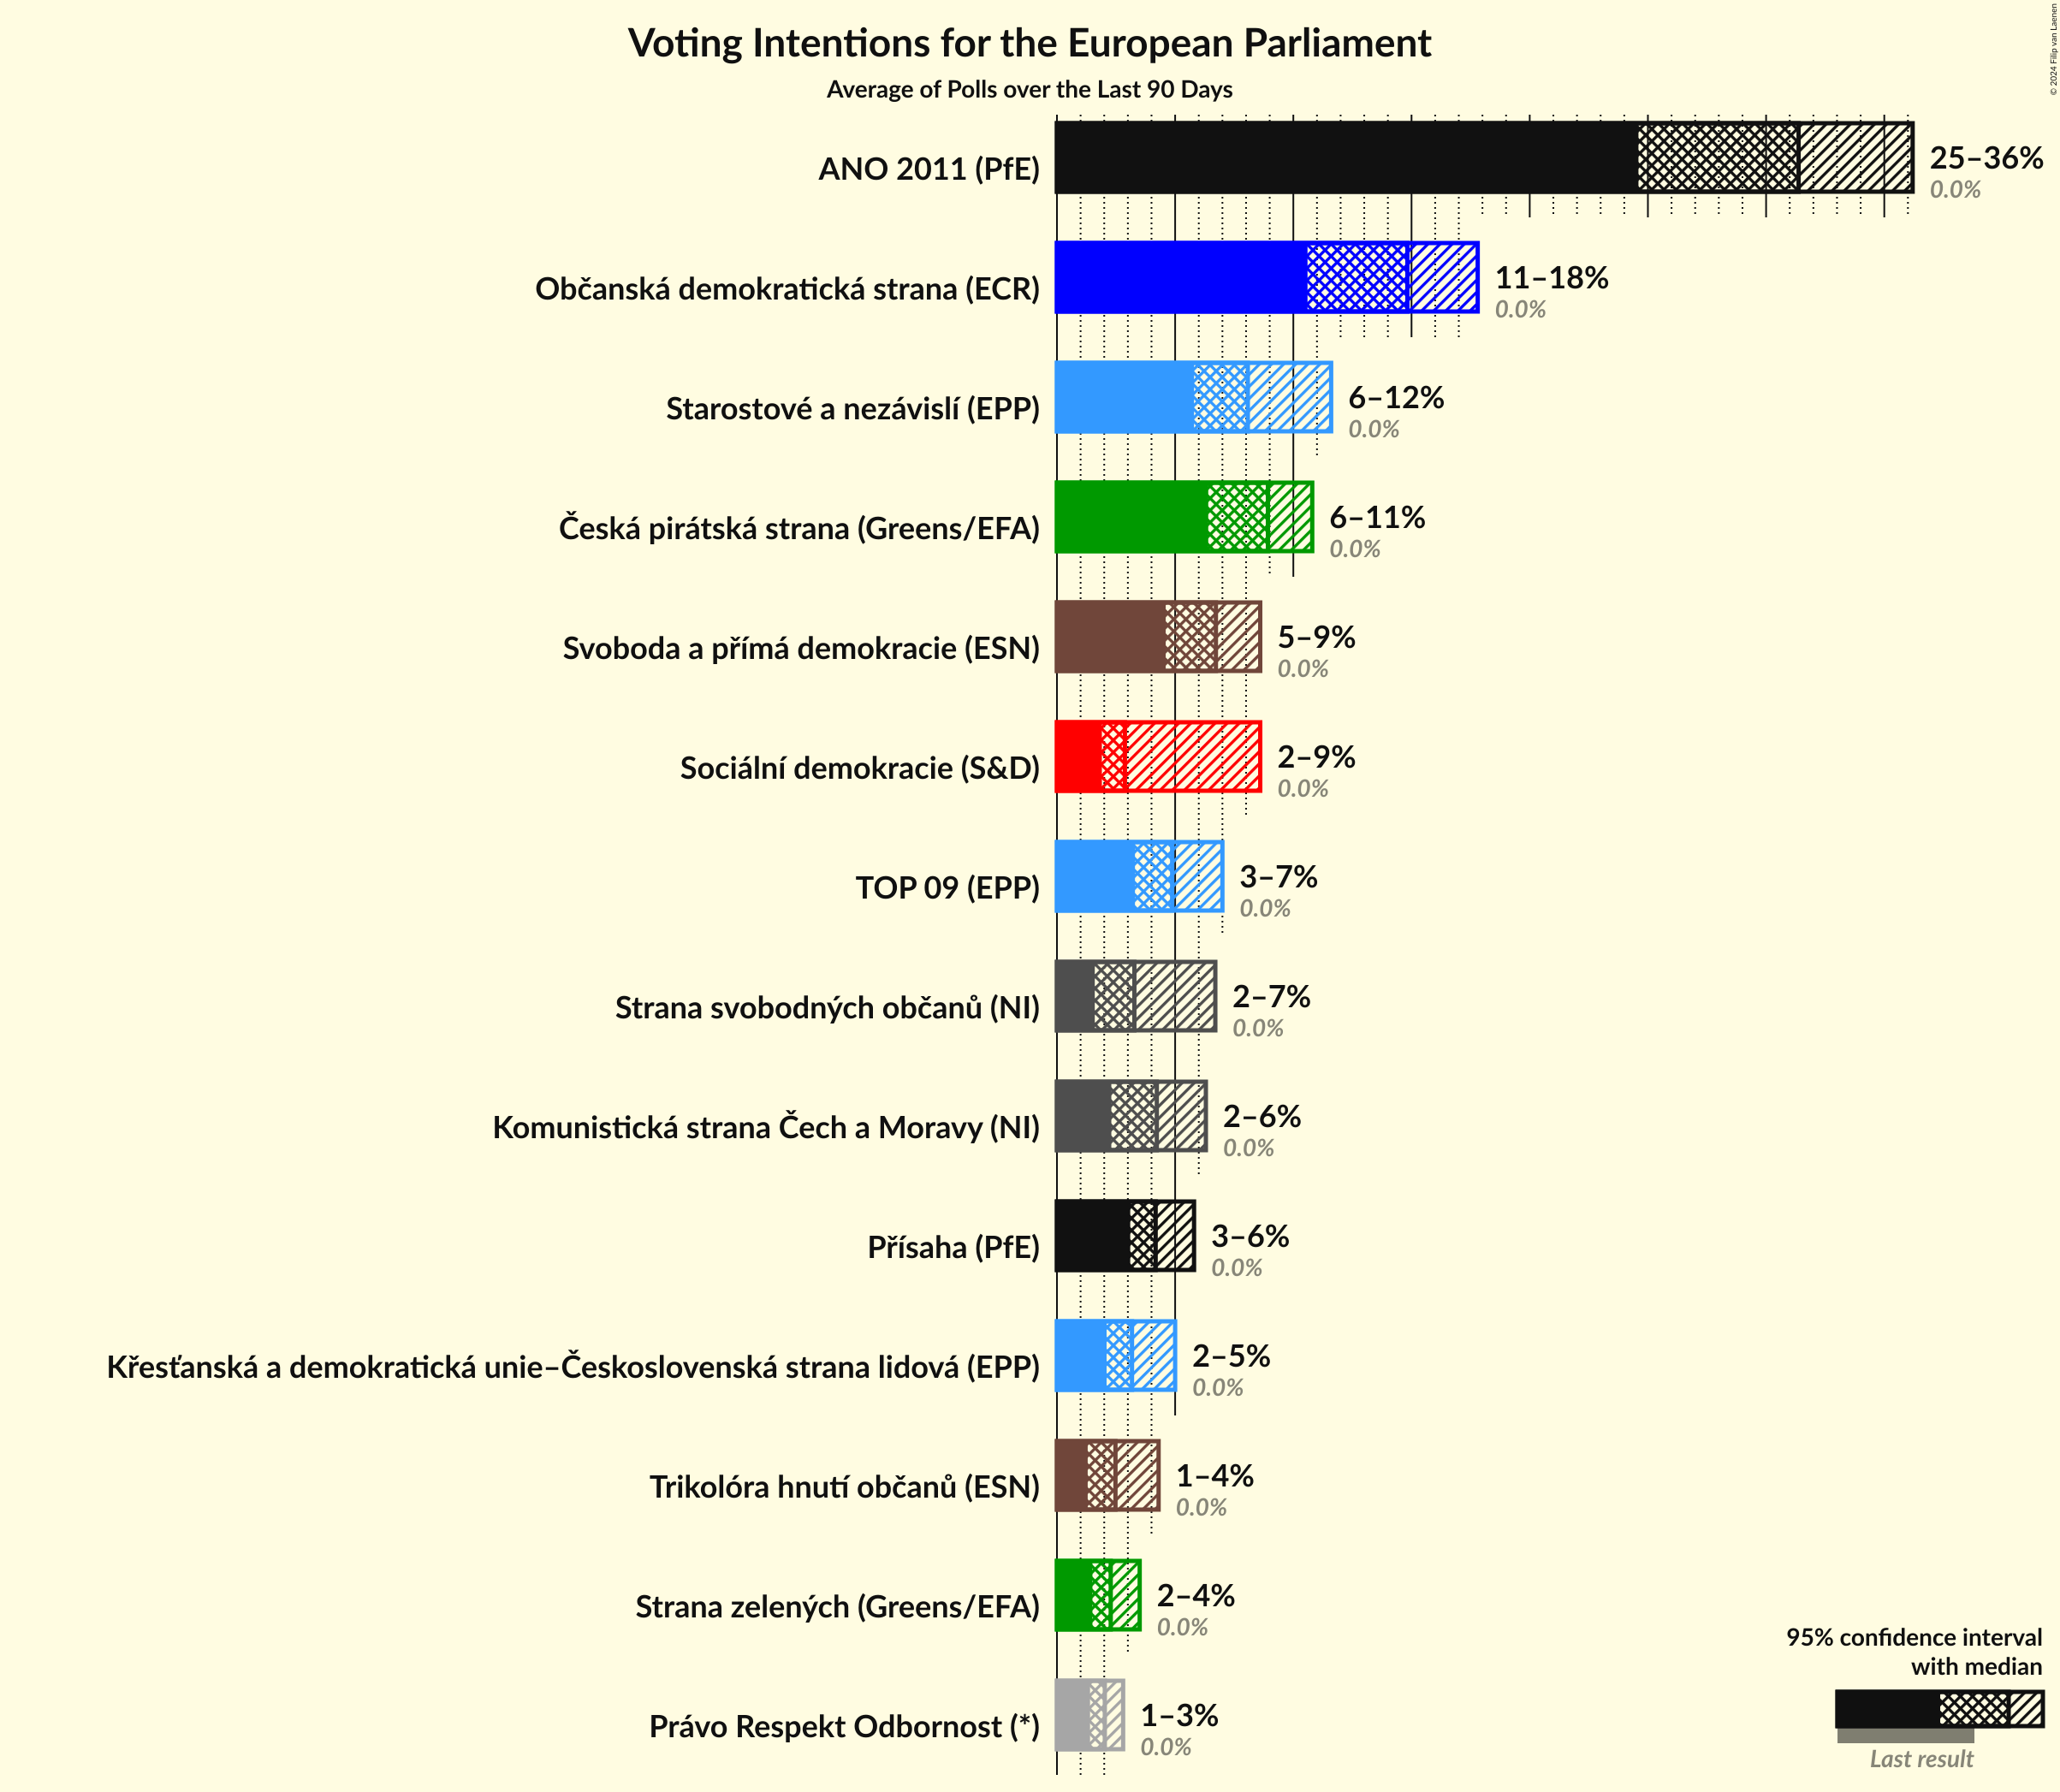 Voting Intentions for the European Parliament
Average of Polls over the Last 90 Days
© 2024 Filip van Laenen
ANO 2011 (PfE)
25–36%
0.0%
Občanská demokratická strana (ECR)
11–18%
0.0%
Starostové a nezávislí (EPP)
6–12%
0.0%
Česká pirátská strana (Greens/EFA)
6–11%
0.0%
Svoboda a přímá demokracie (ESN)
5–9%
0.0%
Sociální demokracie (S&D)
2–9%
0.0%
TOP 09 (EPP)
3–7%
0.0%
Strana svobodných občanů (NI)
2–7%
0.0%
Komunistická strana Čech a Moravy (NI)
2–6%
0.0%
Přísaha (PfE)
3–6%
0.0%
Křesťanská a demokratická unie–Československá strana lidová (EPP)
2–5%
0.0%
Trikolóra hnutí občanů (ESN)
1–4%
0.0%
Strana zelených (Greens/EFA)
2–4%
0.0%
Právo Respekt Odbornost (*)
1–3%
0.0%
95% confidence interval
with median
Last result